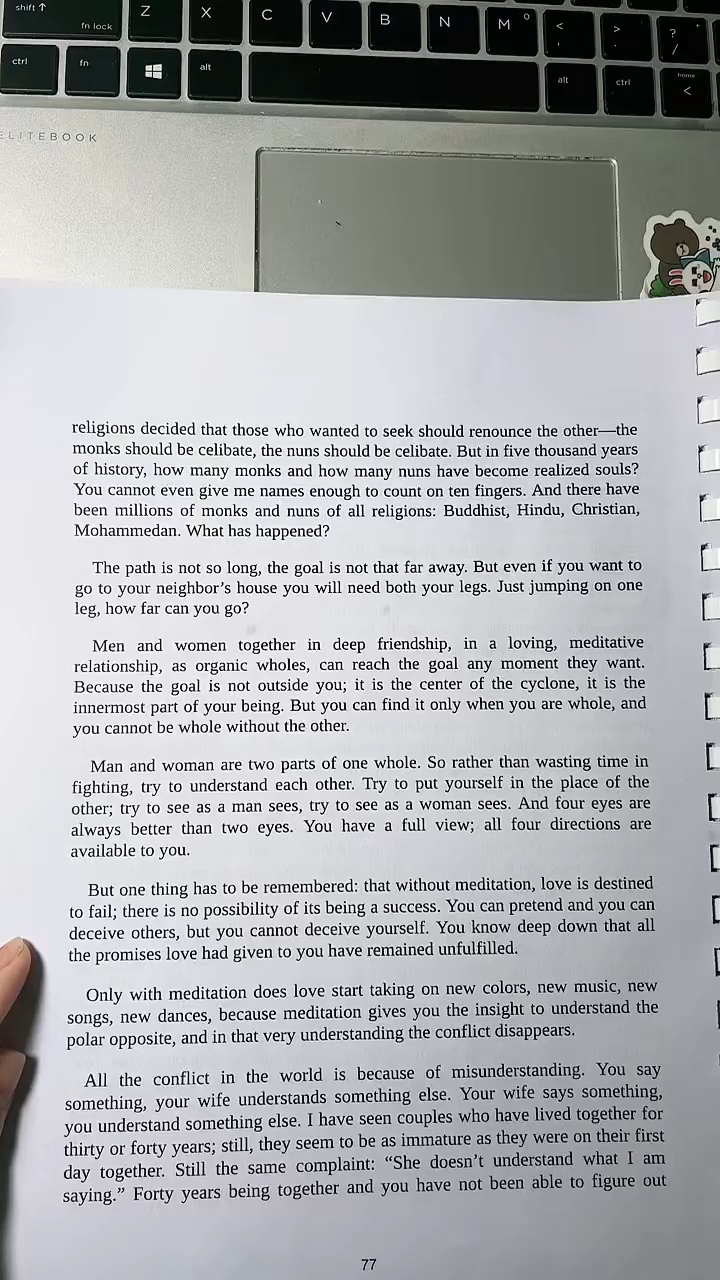 shift ↑
fn lock
Z
X
C
V
B
N
M
<
,
>
.
?
/
ctrl
fn
alt
alt
ctrl
home
<
ELITEBOOK
religions decided that those who wanted to seek should renounce the other—the
monks should be celibate, the nuns should be celibate. But in five thousand years
of history, how many monks and how many nuns have become realized souls?
You cannot even give me names enough to count on ten fingers. And there have
been millions of monks and nuns of all religions: Buddhist, Hindu, Christian,
Mohammedan. What has happened?
The path is not so long, the goal is not that far away. But even if you want to
go to your neighbor's house you will need both your legs. Just jumping on one
leg, how far can you go?
Men and women together in deep friendship, in a loving, meditative
relationship, as organic wholes, can reach the goal any moment they want.
Because the goal is not outside you; it is the center of the cyclone, it is the
innermost part of your being. But you can find it only when you are whole, and
you cannot be whole without the other.
Man and woman are two parts of one whole. So rather than wasting time in
fighting, try to understand each other. Try to put yourself in the place of the
other; try to see as a man sees, try to see as a woman sees. And four eyes are
always better than two eyes. You have a full view; all four directions are
available to you.
But one thing has to be remembered: that without meditation, love is destined
to fail; there is no possibility of its being a success. You can pretend and you can
deceive others, but you cannot deceive yourself. You know deep down that all
the promises love had given to you have remained unfulfilled.
Only with meditation does love start taking on new colors, new music, new
songs, new dances, because meditation gives you the insight to understand the
polar opposite, and in that very understanding the conflict disappears.
All the conflict in the world is because of misunderstanding. You say
something, your wife understands something else. Your wife says something,
you understand something else. I have seen couples who have lived together for
thirty or forty years; still, they seem to be as immature as they were on their first
day together. Still the same complaint: "She doesn't understand what I am
saying." Forty years being together and you have not been able to figure out
77